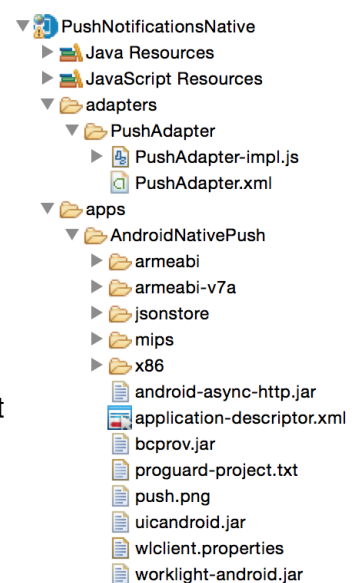 PushNotificationsNative
Java Resources
JavaScript Resources
adapters
PushAdapter
PushAdapter-impl.js
PushAdapter.xml
apps
AndroidNativePush
armeabi
armeabi-v7a
jsonstore
mips
x86
android-async-http.jar
t
application-descriptor.xml
bcprov.jar
proguard-project.txt
push.png
uicandroid.jar
wlclient.properties
worklight-android.jar